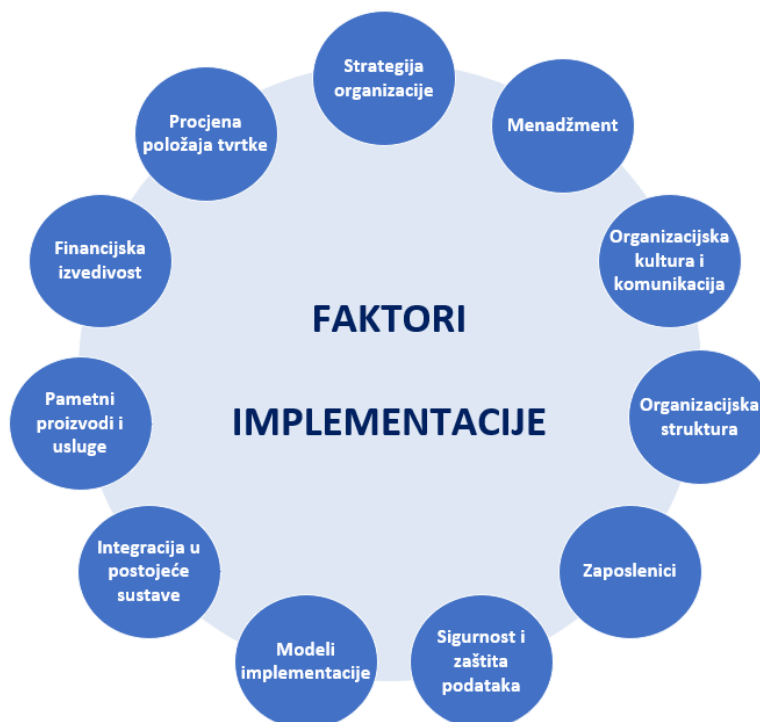 Strategija
organizacije
Menadžment
Organizacijska
kultura i
komunikacija
Organizacijska
struktura
Zaposlenici
Sigurnost i
zaštita
podataka
Modeli
implementacije
Integracija u
postojeće
sustave
Pametni
proizvodi i
usluge
Financijska
izvedivost
Procjena
položaja tvrtke
FAKTORI
IMPLEMENTACIJE